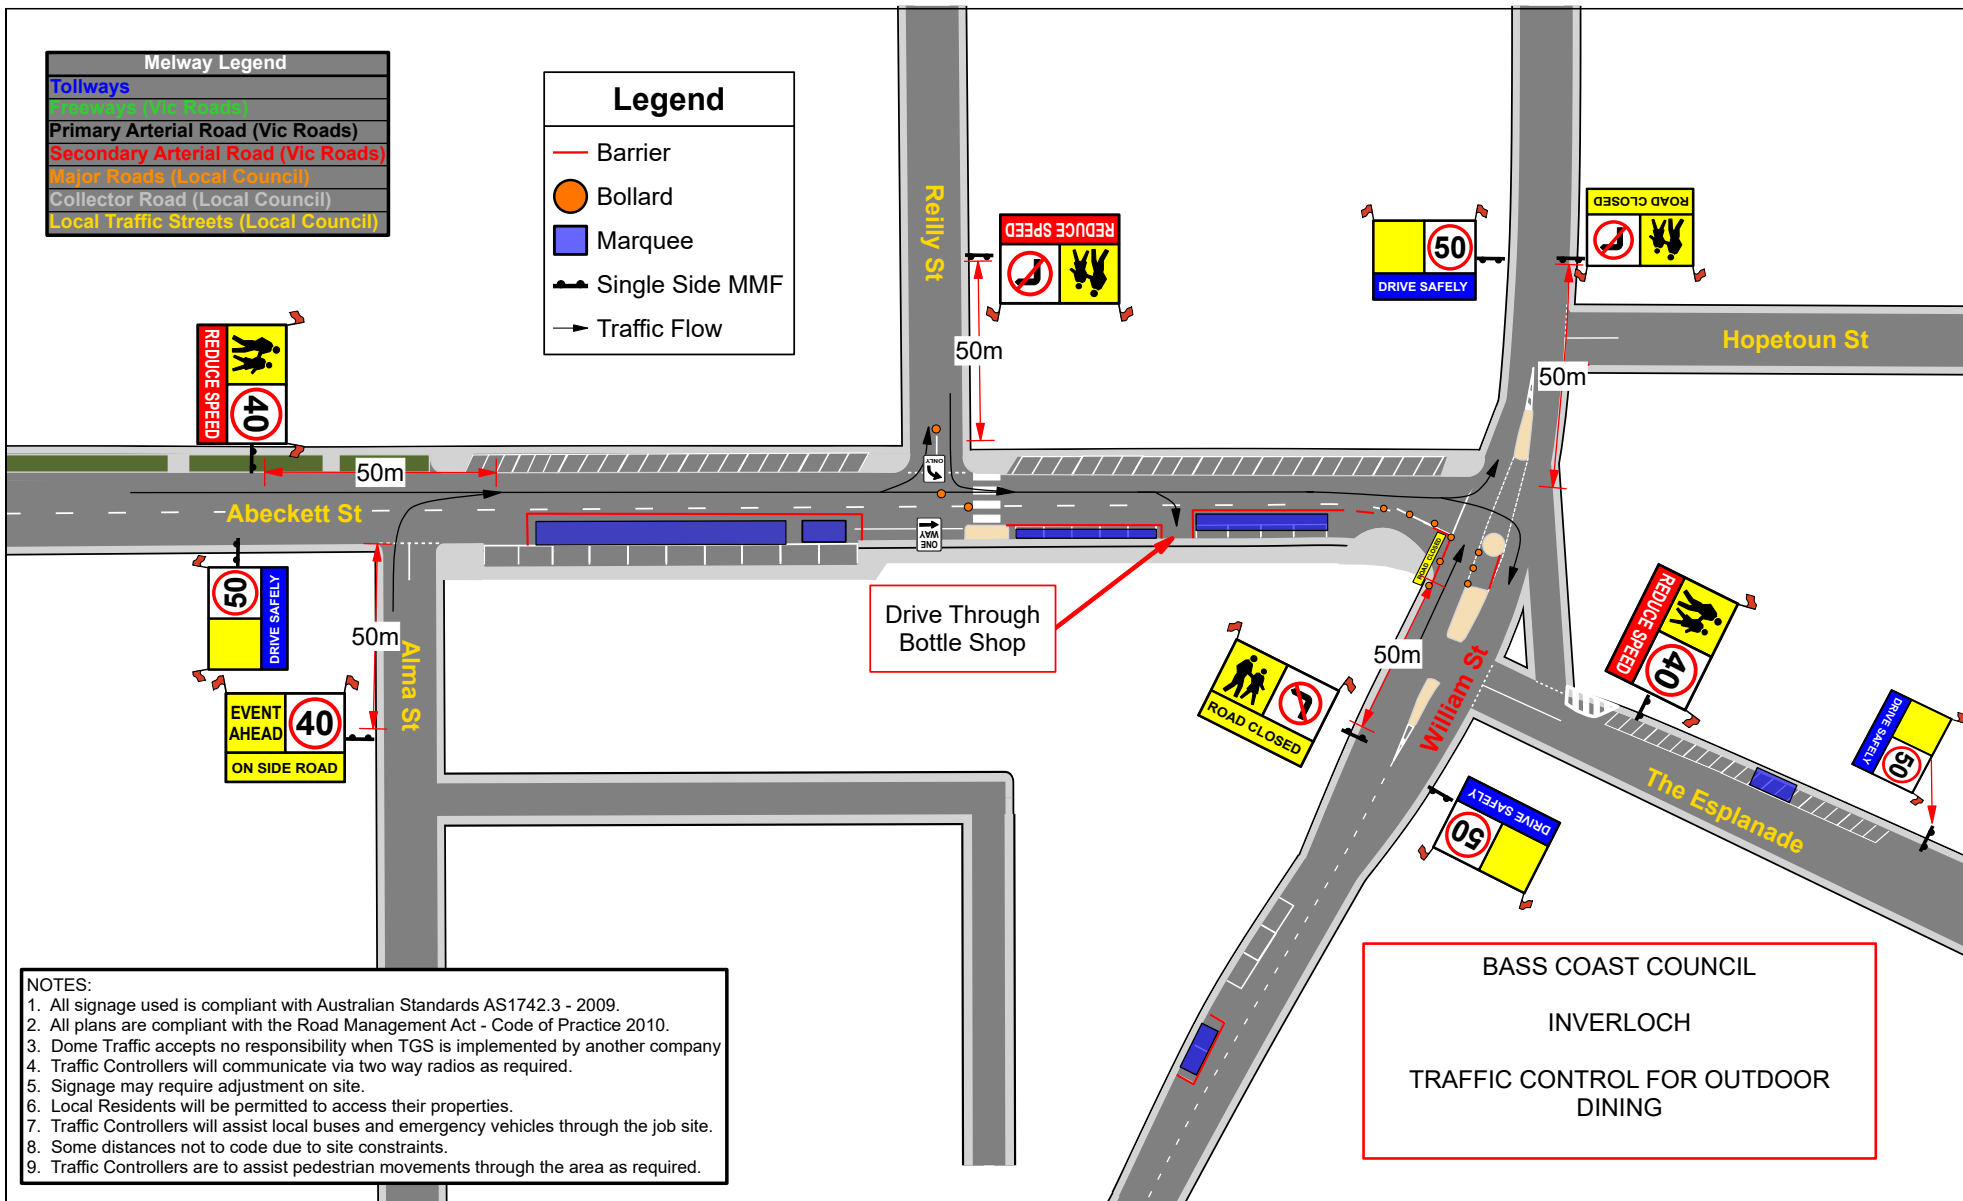 Melway Legend
Tollways
Freeways (Vic Roads)
Primary Arterial Road (Vic Roads)
Secondary Arterial Road (Vic Roads)
Major Roads (Local Council)
Collector Road (Local Council)
Local Traffic Streets (Local Council)
Legend
Barrier
Bollard
Marquee
Single Side MMF
Traffic Flow
Reilly St
REDUCE SPEED
50m
50
DRIVE SAFELY
ROAD CLOSED
Hopetoun St
50m
REDUCE SPEED
40
50m
Abeckett St
ONLY
ONE WAY
ROAD CLOSED
50
DRIVE SAFELY
50m
Alma St
EVENT
AHEAD
40
ON SIDE ROAD
Drive Through
Bottle Shop
50m
ROAD CLOSED
William St
REDUCE SPEED
40
DRIVE SAFELY
50
The Esplanade
DRIVE SAFELY
50
NOTES:
1. All signage used is compliant with Australian Standards AS1742.3 - 2009.
2. All plans are compliant with the Road Management Act - Code of Practice 2010.
3. Dome Traffic accepts no responsibility when TGS is implemented by another company
4. Traffic Controllers will communicate via two way radios as required.
5. Signage may require adjustment on site.
6. Local Residents will be permitted to access their properties.
7. Traffic Controllers will assist local buses and emergency vehicles through the job site.
8. Some distances not to code due to site constraints.
9. Traffic Controllers are to assist pedestrian movements through the area as required.
BASS COAST COUNCIL
INVERLOCH
TRAFFIC CONTROL FOR OUTDOOR
DINING